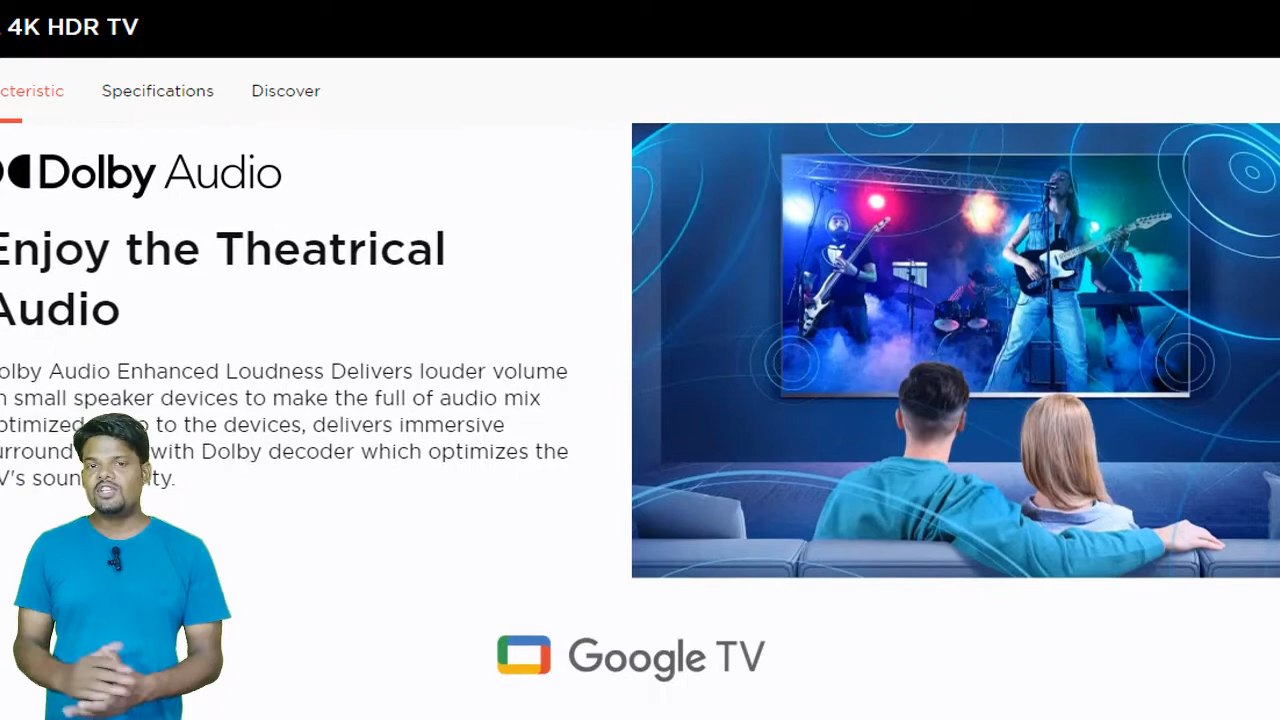 4K HDR TV
cteristic Specifications Discover
Dolby Audio
Enjoy the Theatrical
Audio
olby Audio Enhanced Loudness Delivers louder volume
n small speaker devices to make the full of audio mix
ptimized to the devices, delivers immersive
urround with Dolby decoder which optimizes the
V's soun ty.
Google TV